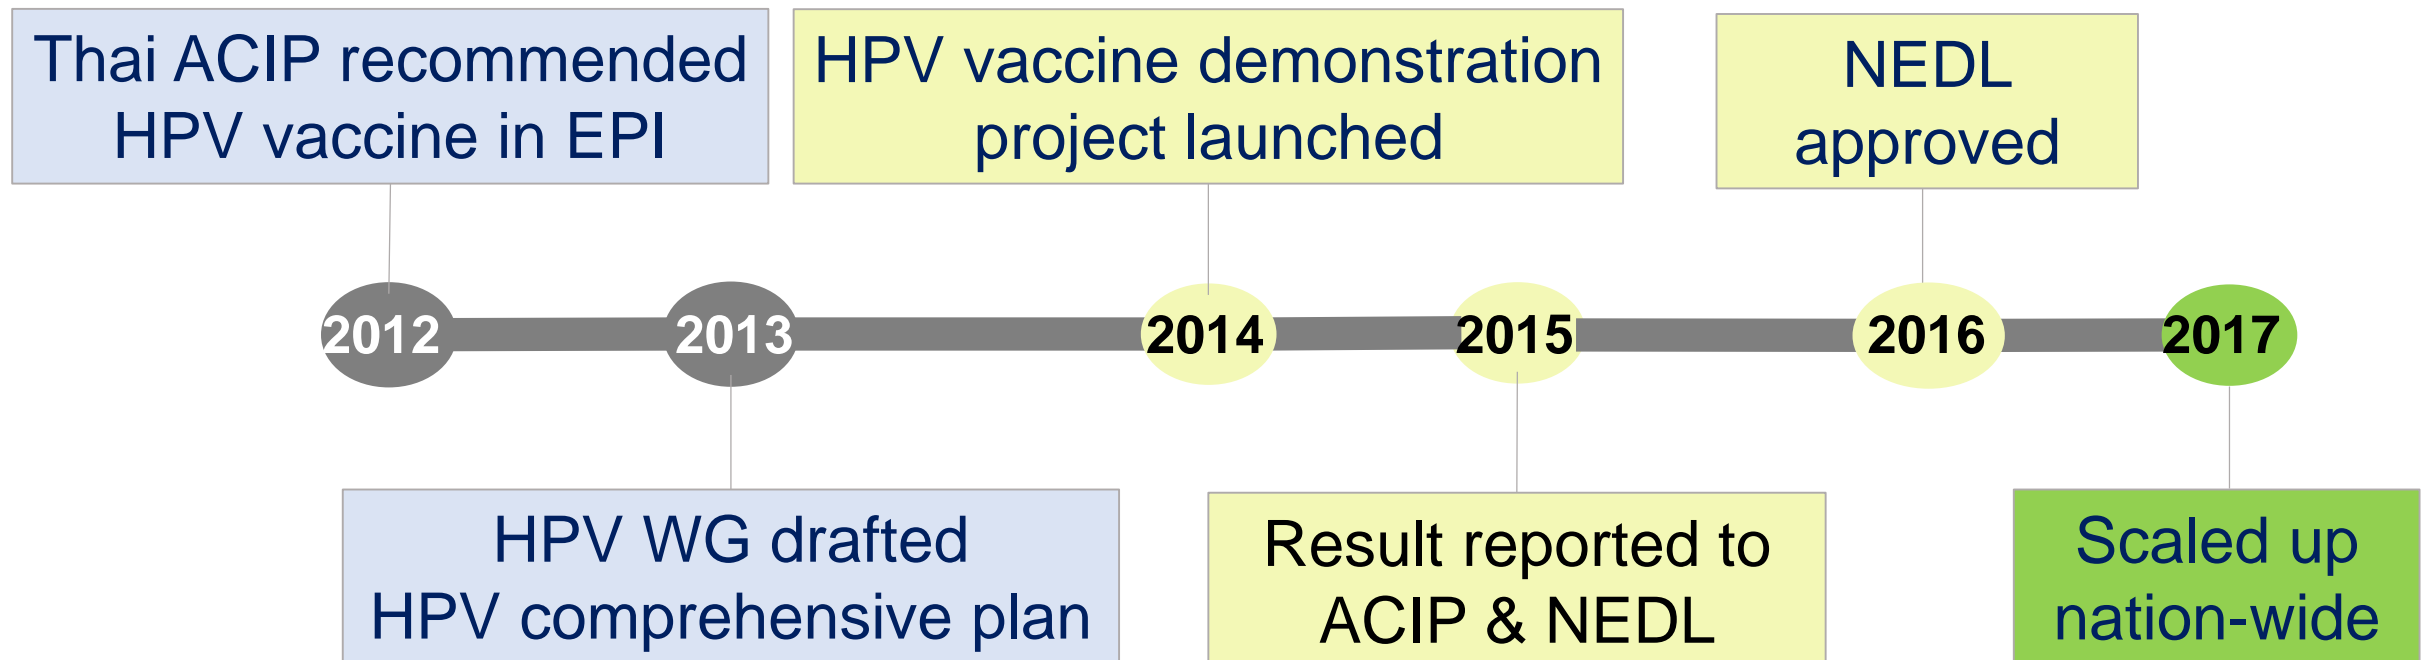 Thai ACIP recommended
HPV vaccine in EPI
HPV vaccine demonstration
project launched
NEDL
approved
2012
2013
2014
2015
2016
2017
HPV WG drafted
HPV comprehensive plan
Result reported to
ACIP & NEDL
Scaled up
nation-wide